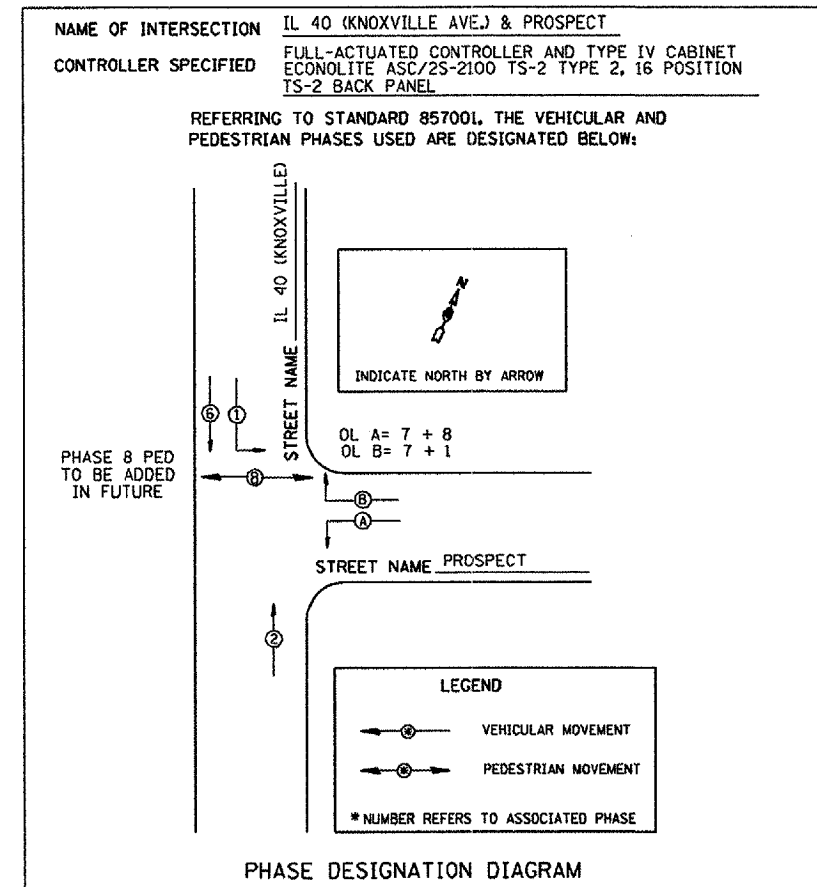 NAME OF INTERSECTION IL 40 (KNOXVILLE AVE.) & PROSPECT
CONTROLLER SPECIFIED FULL-ACTUATED CONTROLLER AND TYPE IV CABINET
ECONOLITE ASC/2S-2100 TS-2 TYPE 2, 16 POSITION
TS-2 BACK PANEL
REFERRING TO STANDARD 857001, THE VEHICULAR AND
PEDESTRIAN PHASES USED ARE DESIGNATED BELOW:
STREET NAME IL 40 (KNOXVILLE)
N
INDICATE NORTH BY ARROW
6 1
OL A= 7 + 8
OL B= 7 + 1
PHASE 8 PED
TO BE ADDED
IN FUTURE
8
B
A
STREET NAME PROSPECT
2
LEGEND
* VEHICULAR MOVEMENT
* PEDESTRIAN MOVEMENT
* NUMBER REFERS TO ASSOCIATED PHASE
PHASE DESIGNATION DIAGRAM